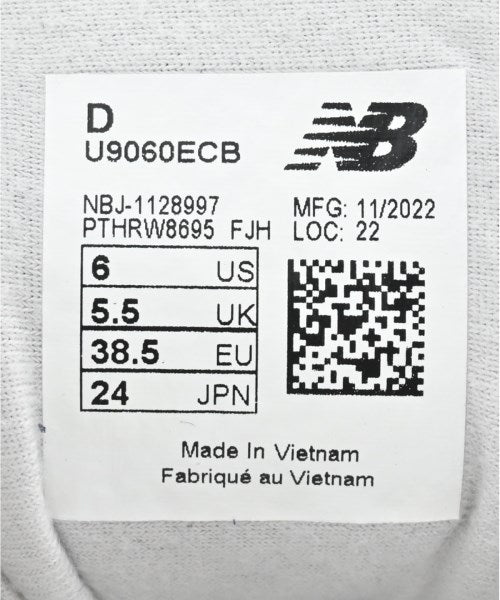 D
U9060ECB
NB
NBJ-1128997
PTHRW8695 FJH
MFG: 11/2022
LOC: 22
6 US
5.5 UK
38.5 EU
24 JPN
Made In Vietnam
Fabriqué au Vietnam